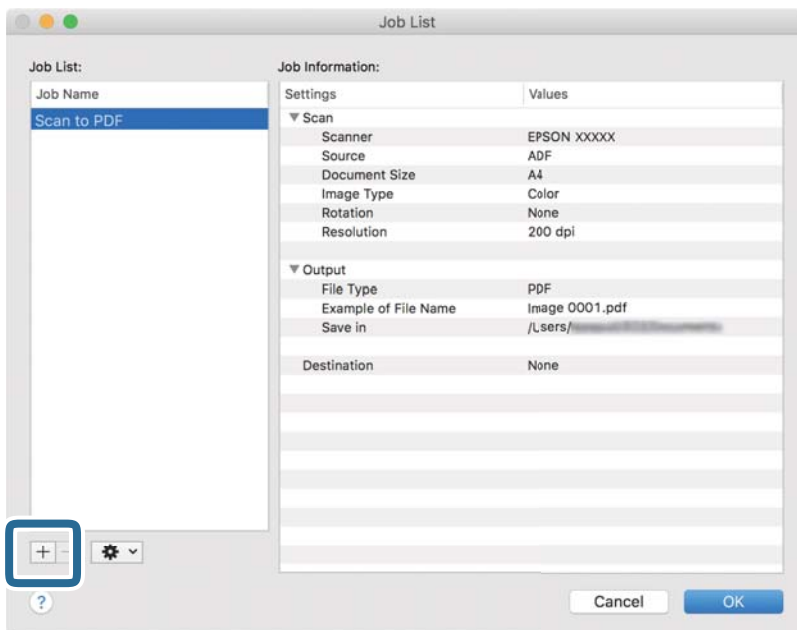 Job List
Job List:
Job Information:
Job Name
Scan to PDF
Settings Values
Scan
Scanner EPSON XXXXX
Source ADF
Document Size A4
Image Type Color
Rotation None
Resolution 200 dpi
Output
File Type PDF
Example of File Name Image 0001.pdf
Save in /Users/
Destination None
+ −
?
Cancel OK